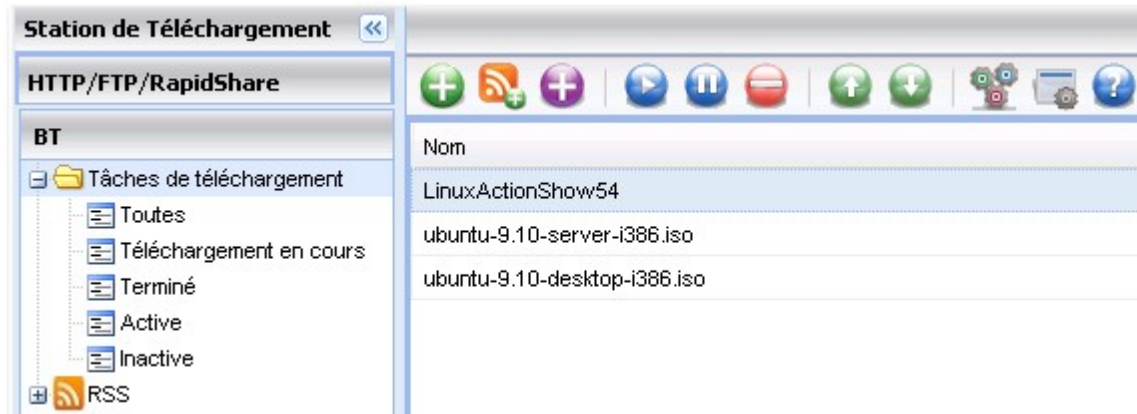 Station de Téléchargement
HTTP/FTP/RapidShare
BT
Tâches de téléchargement
Toutes
Téléchargement en cours
Terminé
Active
Inactive
RSS
Nom
LinuxActionShow54
ubuntu-9.10-server-i386.iso
ubuntu-9.10-desktop-i386.iso